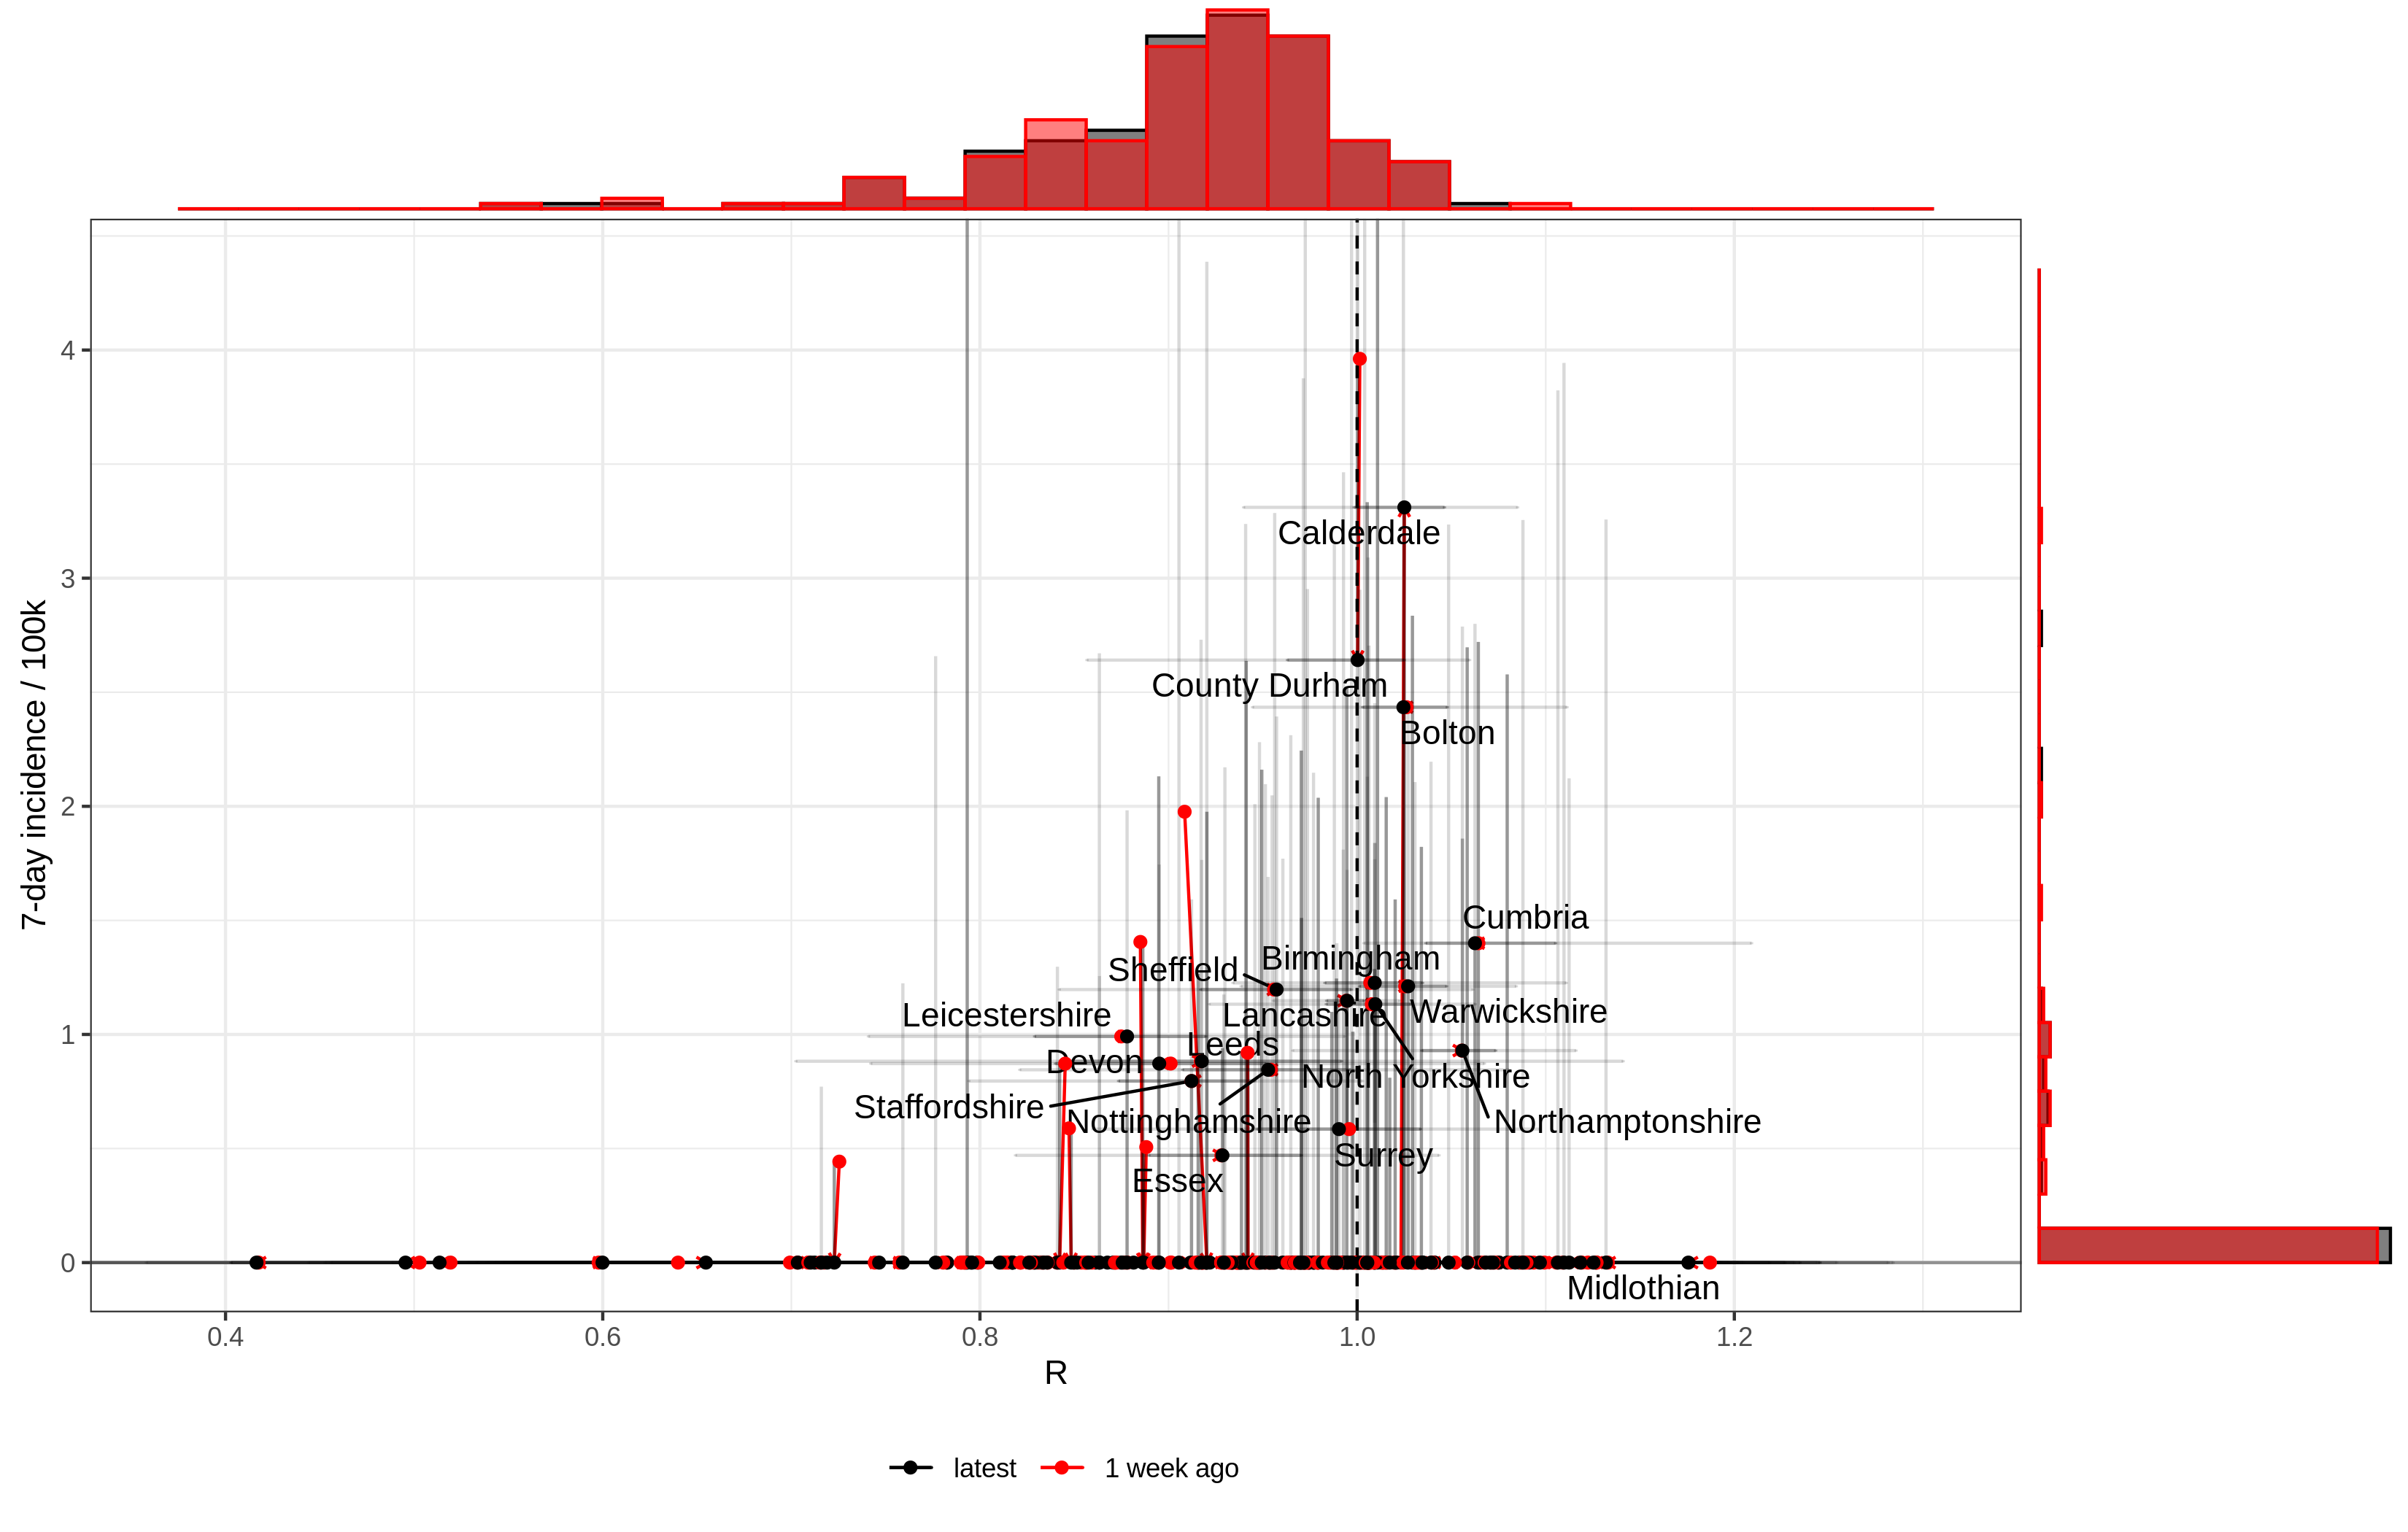 4
Calderdale
3
County Durham
Bolton
2
7-day incidence / 100k
Cumbria
Birmingham
Sheffield
Leicestershire
Lancashire
Warwickshire
1
Leeds
Devon
North Yorkshire
Staffordshire
Nottinghamshire
Northamptonshire
Surrey
Essex
0
Midlothian
0.4 0.6 0.8 1.0 1.2
R
latest 1 week ago